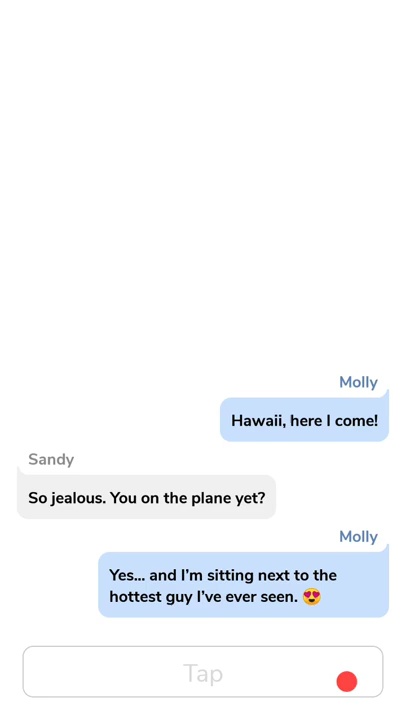 Molly
Hawaii, here I come!
Sandy
So jealous. You on the plane yet?
Molly
Yes... and I’m sitting next to the
hottest guy I’ve ever seen. 😍
Tap